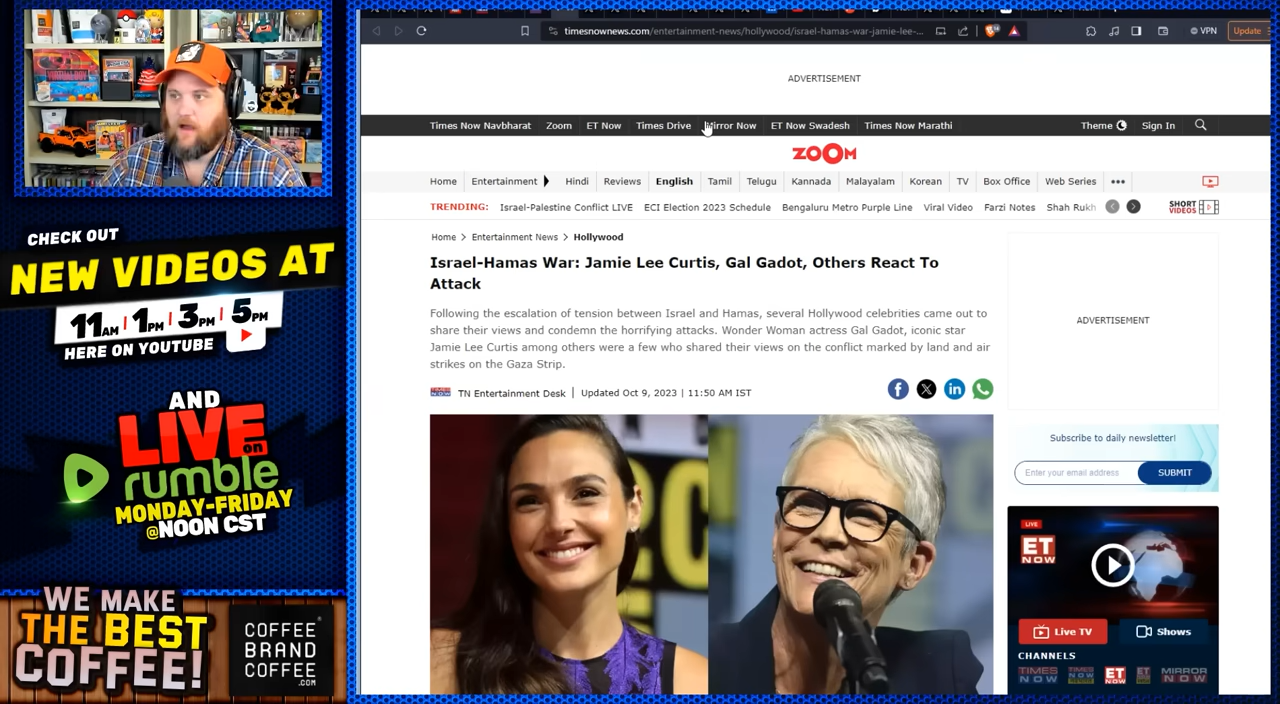 CHECK OUT
NEW VIDEOS AT
11AM | 1PM | 3PM | 5PM
HERE ON YOUTUBE
AND
LIVE on
rumble
MONDAY-FRIDAY
@NOON CST
WE MAKE
THE BEST
COFFEE!
COFFEE
BRAND
COFFEE
.COM
timesnownews.com/entertainment-news/hollywood/israel-hamas-war-jamie-lee-...
VPN
Update
ADVERTISEMENT
Times Now Navbharat Zoom ET Now Times Drive Mirror Now ET Now Swadesh Times Now Marathi Theme Sign In
ZOOM
Home Entertainment Hindi Reviews English Tamil Telugu Kannada Malayalam Korean TV Box Office Web Series •••
TRENDING: Israel-Palestine Conflict LIVE ECI Election 2023 Schedule Bengaluru Metro Purple Line Viral Video Farzi Notes Shah Rukh
SHORT
VIDEOS
Home > Entertainment News > Hollywood
Israel-Hamas War: Jamie Lee Curtis, Gal Gadot, Others React To
Attack
Following the escalation of tension between Israel and Hamas, several Hollywood celebrities came out to
share their views and condemn the horrifying attacks. Wonder Woman actress Gal Gadot, iconic star
Jamie Lee Curtis among others were a few who shared their views on the conflict marked by land and air
strikes on the Gaza Strip.
TN Entertainment Desk | Updated Oct 9, 2023 | 11:50 AM IST
ADVERTISEMENT
Subscribe to daily newsletter!
Enter your email address
SUBMIT
LIVE
ET
NOW
Live TV
Shows
CHANNELS
TIMES
NOW
TIMES
ET
NOW
ET
MIRROR
NOW